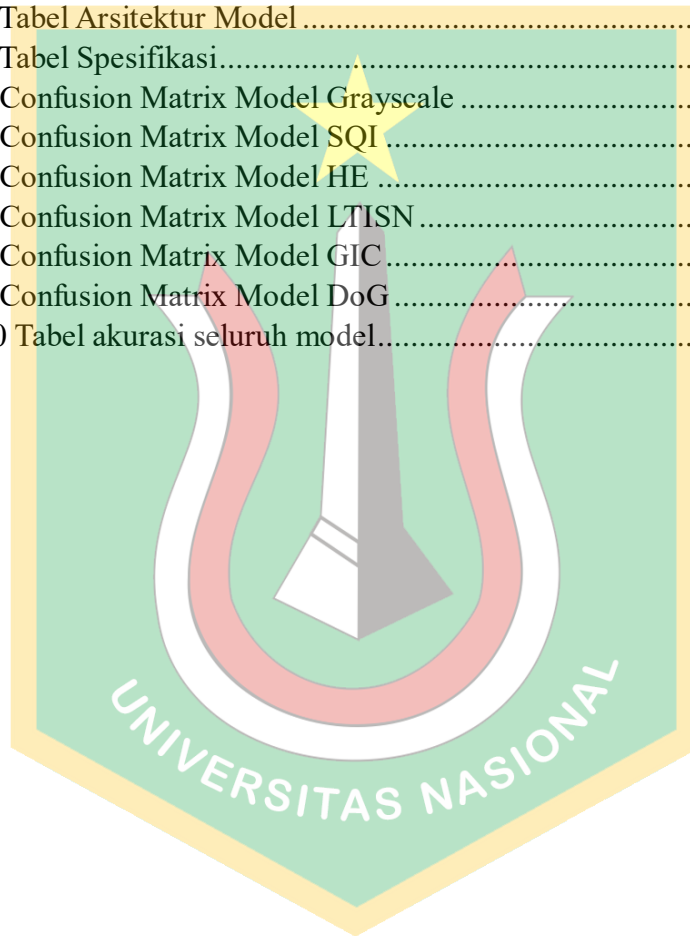 Tabel Arsitektur Model
Tabel Spesifikasi
Confusion Matrix Model Grayscale
Confusion Matrix Model SQI
Confusion Matrix Model HE
Confusion Matrix Model LTISN
Confusion Matrix Model GIC
Confusion Matrix Model DoG
0 Tabel akurasi seluruh model
UNIVERSITAS NASIONAL